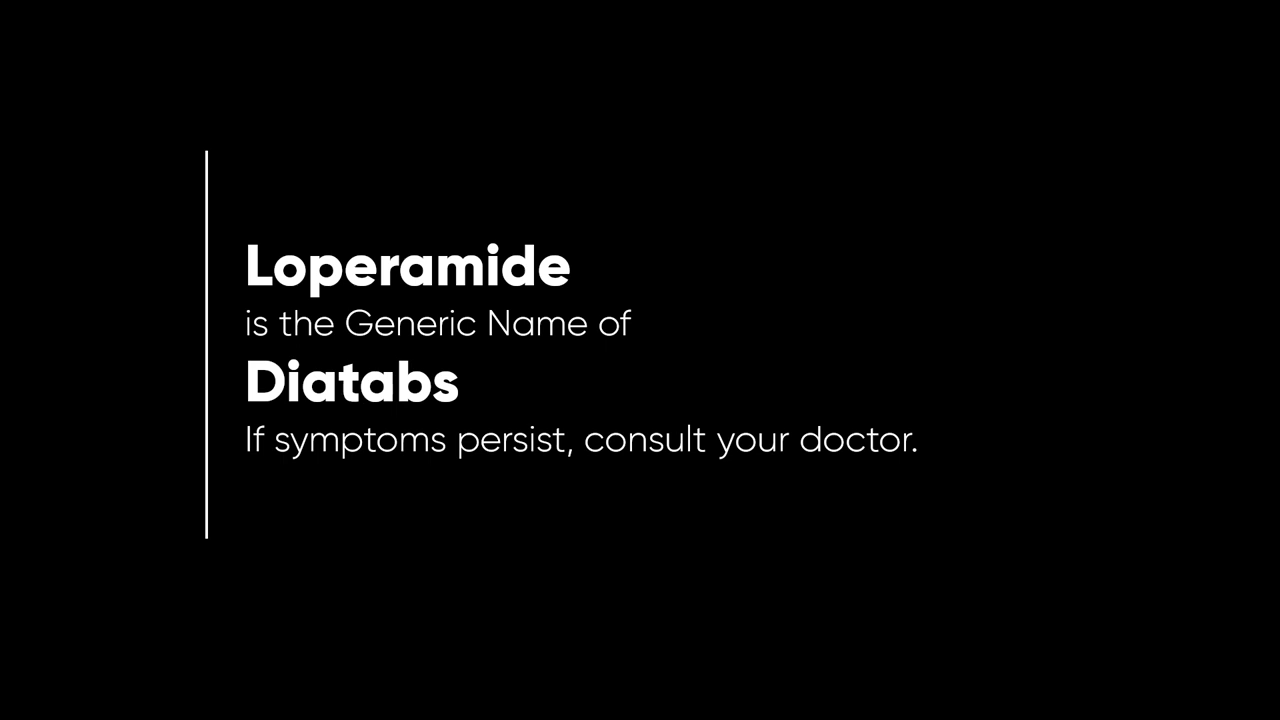 Loperamide
is the Generic Name of
Diatabs
If symptoms persist, consult your doctor.